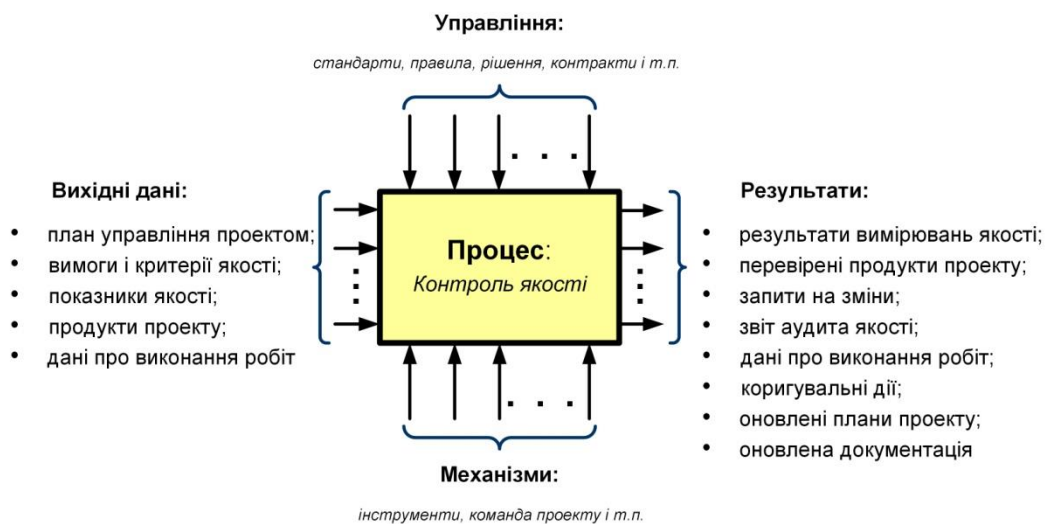 Управління:
стандарти, правила, рішення, контракти і т.п.
Вихідні дані:
• план управління проектом;
• вимоги і критерії якості;
• показники якості;
• продукти проекту;
• дані про виконання робіт
Процес:
Контроль якості
Результати:
• результати вимірювань якості;
• перевірені продукти проекту;
• запити на зміни;
• звіт аудита якості;
• дані про виконання робіт;
• коригувальні дії;
• оновлені плани проекту;
• оновлена документація
Механізми:
інструменти, команда проекту і т.п.